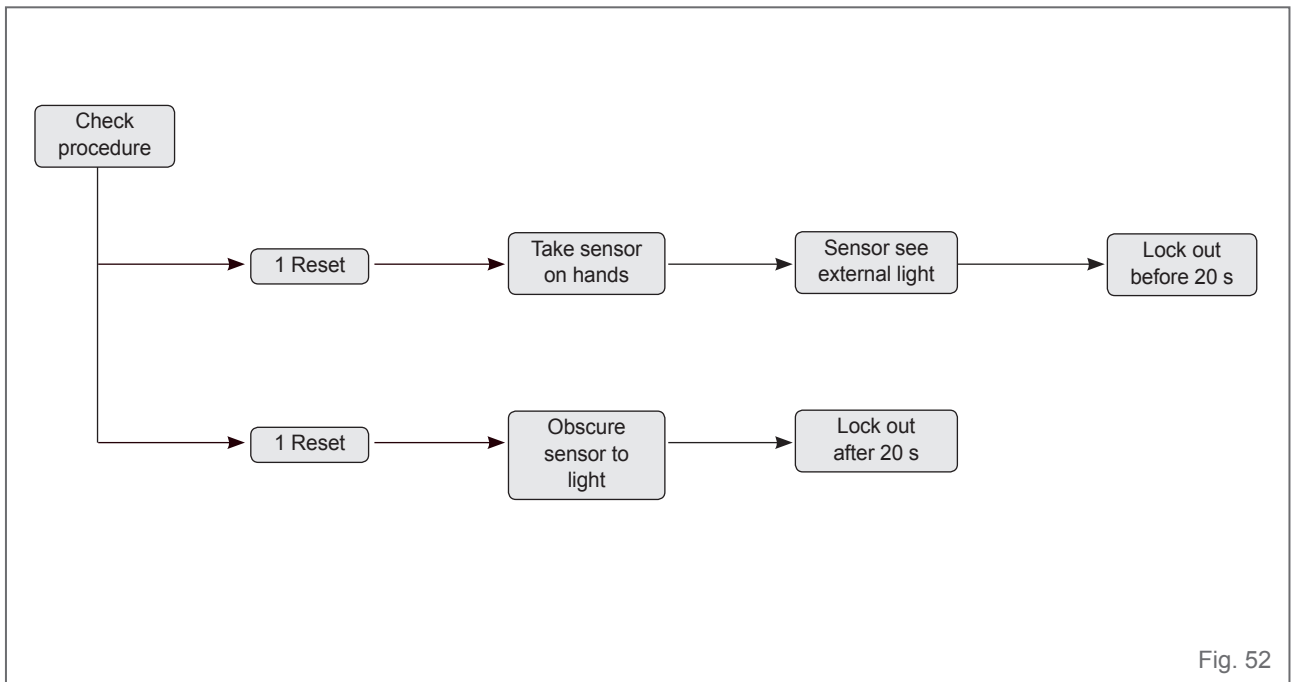 Check
procedure
1 Reset
Take sensor
on hands
Sensor see
external light
Lock out
before 20 s
1 Reset
Obscure
sensor to
light
Lock out
after 20 s
Fig. 52